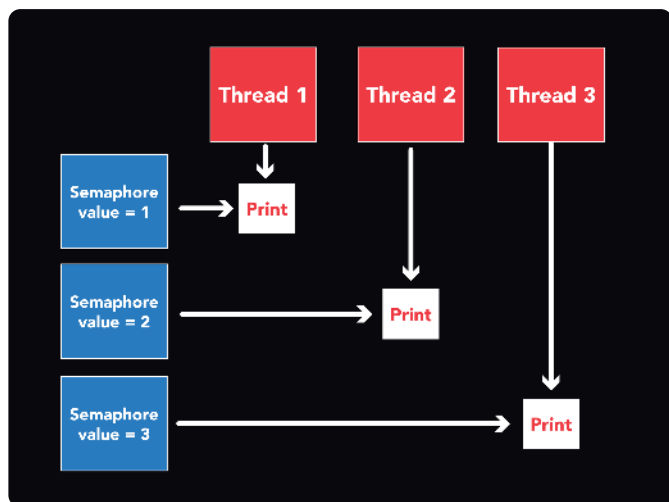 Thread 1
Thread 2
Thread 3
Semaphore
value = 1
Print
Semaphore
value = 2
Print
Semaphore
value = 3
Print